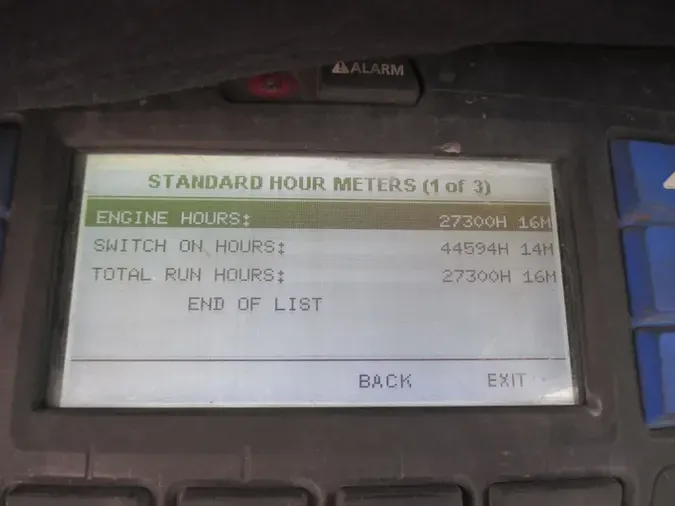 ⚠ALARM
STANDARD HOUR METERS (1 of 3)
ENGINE HOURS: 27300H 16M
SWITCH ON HOURS: 44594H 14M
TOTAL RUN HOURS: 27300H 16M
END OF LIST
BACK EXIT